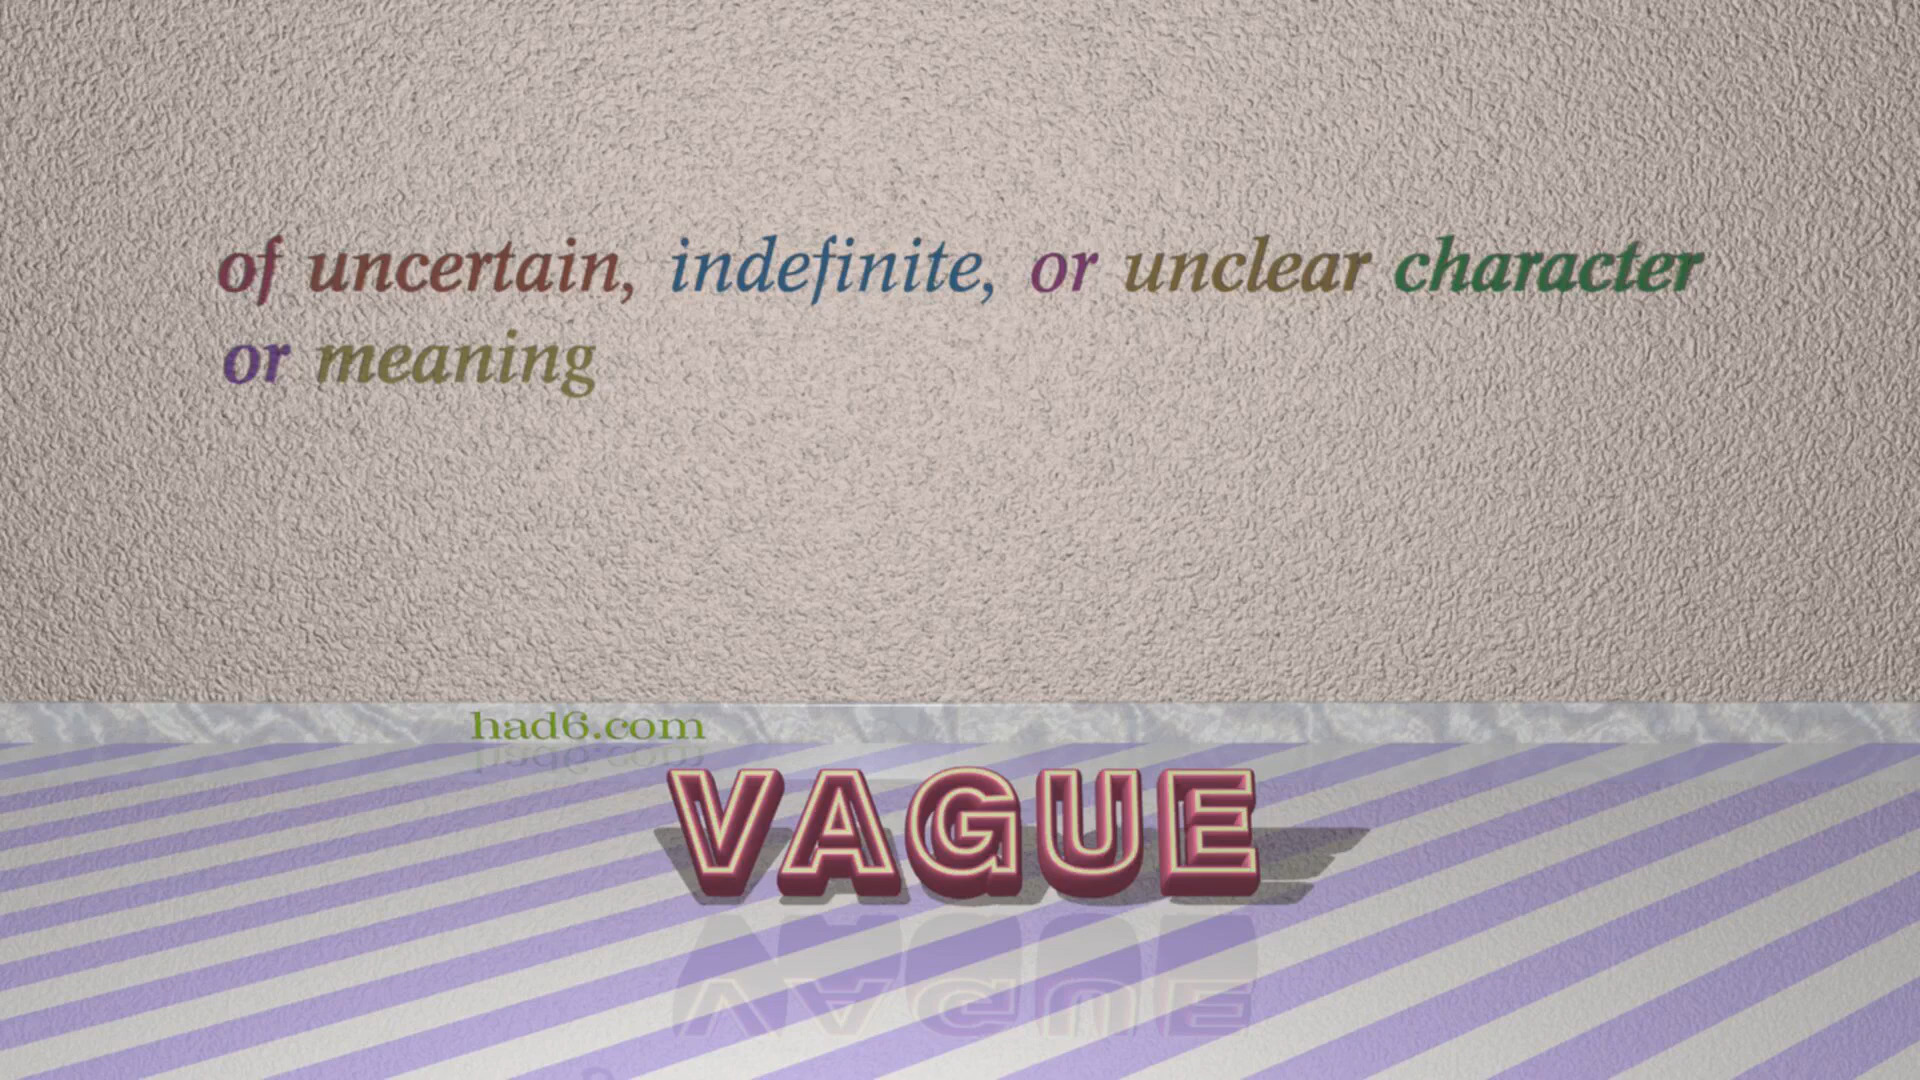 of uncertain, indefinite, or unclear character
or meaning
had6.com
VAGUE